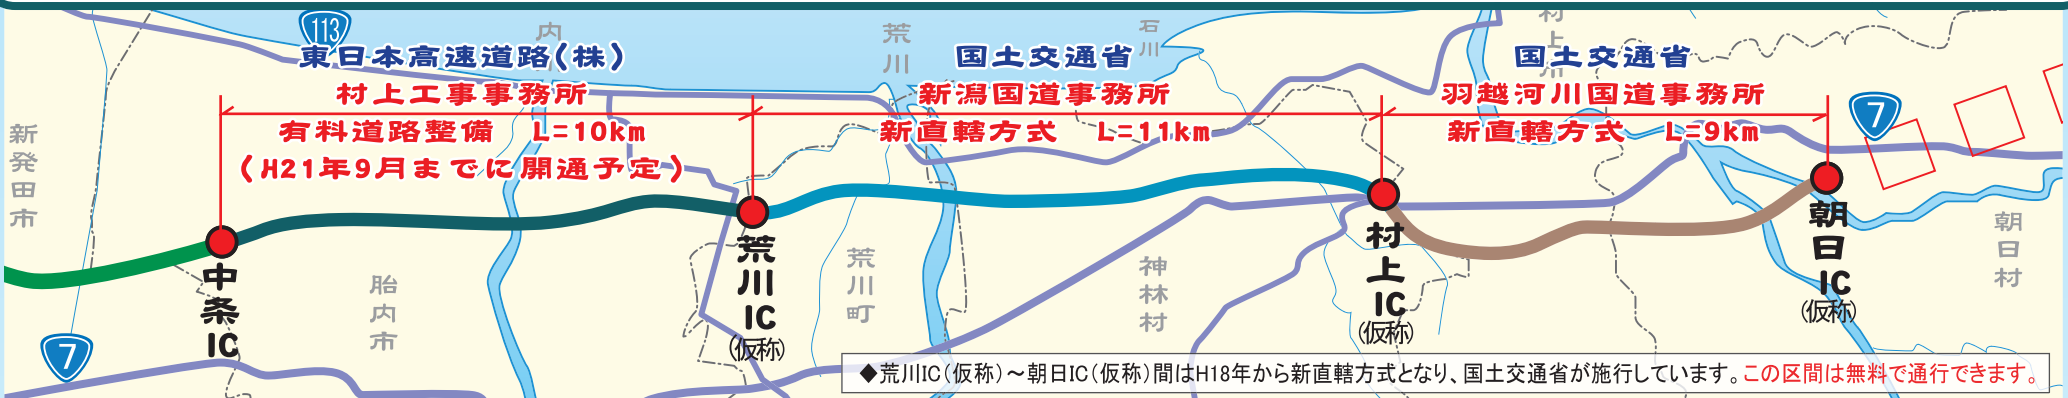 113
東日本高速道路(株)
村上工事事務所
有料道路整備 L=10km
(H21年9月までに開通予定)
国土交通省
新潟国道事務所
新直轄方式 L=11km
国土交通省
羽越河川国道事務所
新直轄方式 L=9km
荒川
石川
7
新発田市
中条IC
胎内市
荒川IC
(仮称)
荒川町
神林村
村上IC
(仮称)
朝日IC
(仮称)
朝日村
7
◆荒川IC(仮称)～朝日IC(仮称)間はH18年から新直轄方式となり、国土交通省が施行しています。この区間は無料で通行できます。